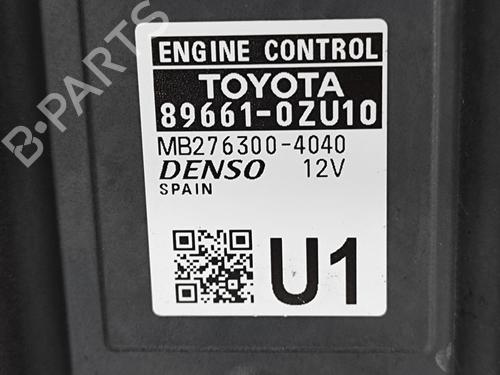 ENGINE CONTROL
TOYOTA
89661-0ZU10
MB276300-4040
DENSO 12V
SPAIN
U1
B-PARTS